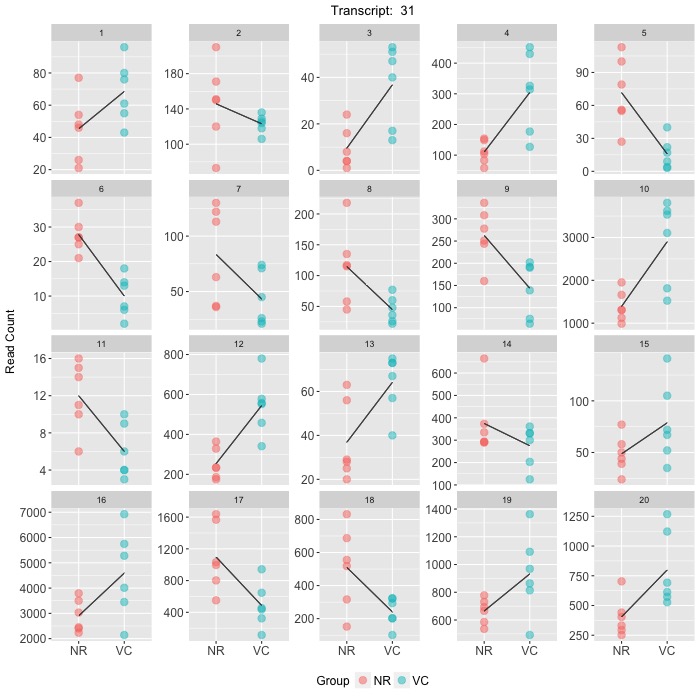 Transcript: 31
1 2 3 4 5
80 60 40 20
180 140 100
40 20 0
400 300 200 100
90 60 30 0
6 7 8 9 10
30 20 10
100 50
200 150 100 50
300 250 200 150 100
3000 2000 1000
Read Count
11 12 13 14 15
16 12 8 4
800 600 400 200
60 40 20
600 500 400 300 200 100
100 50
16 17 18 19 20
7000 6000 5000 4000 3000 2000
1600 1200 800 400
800 600 400 200
1400 1200 1000 800 600
1250 1000 750 500 250
NR VC NR VC NR VC NR VC NR VC
Group NR VC